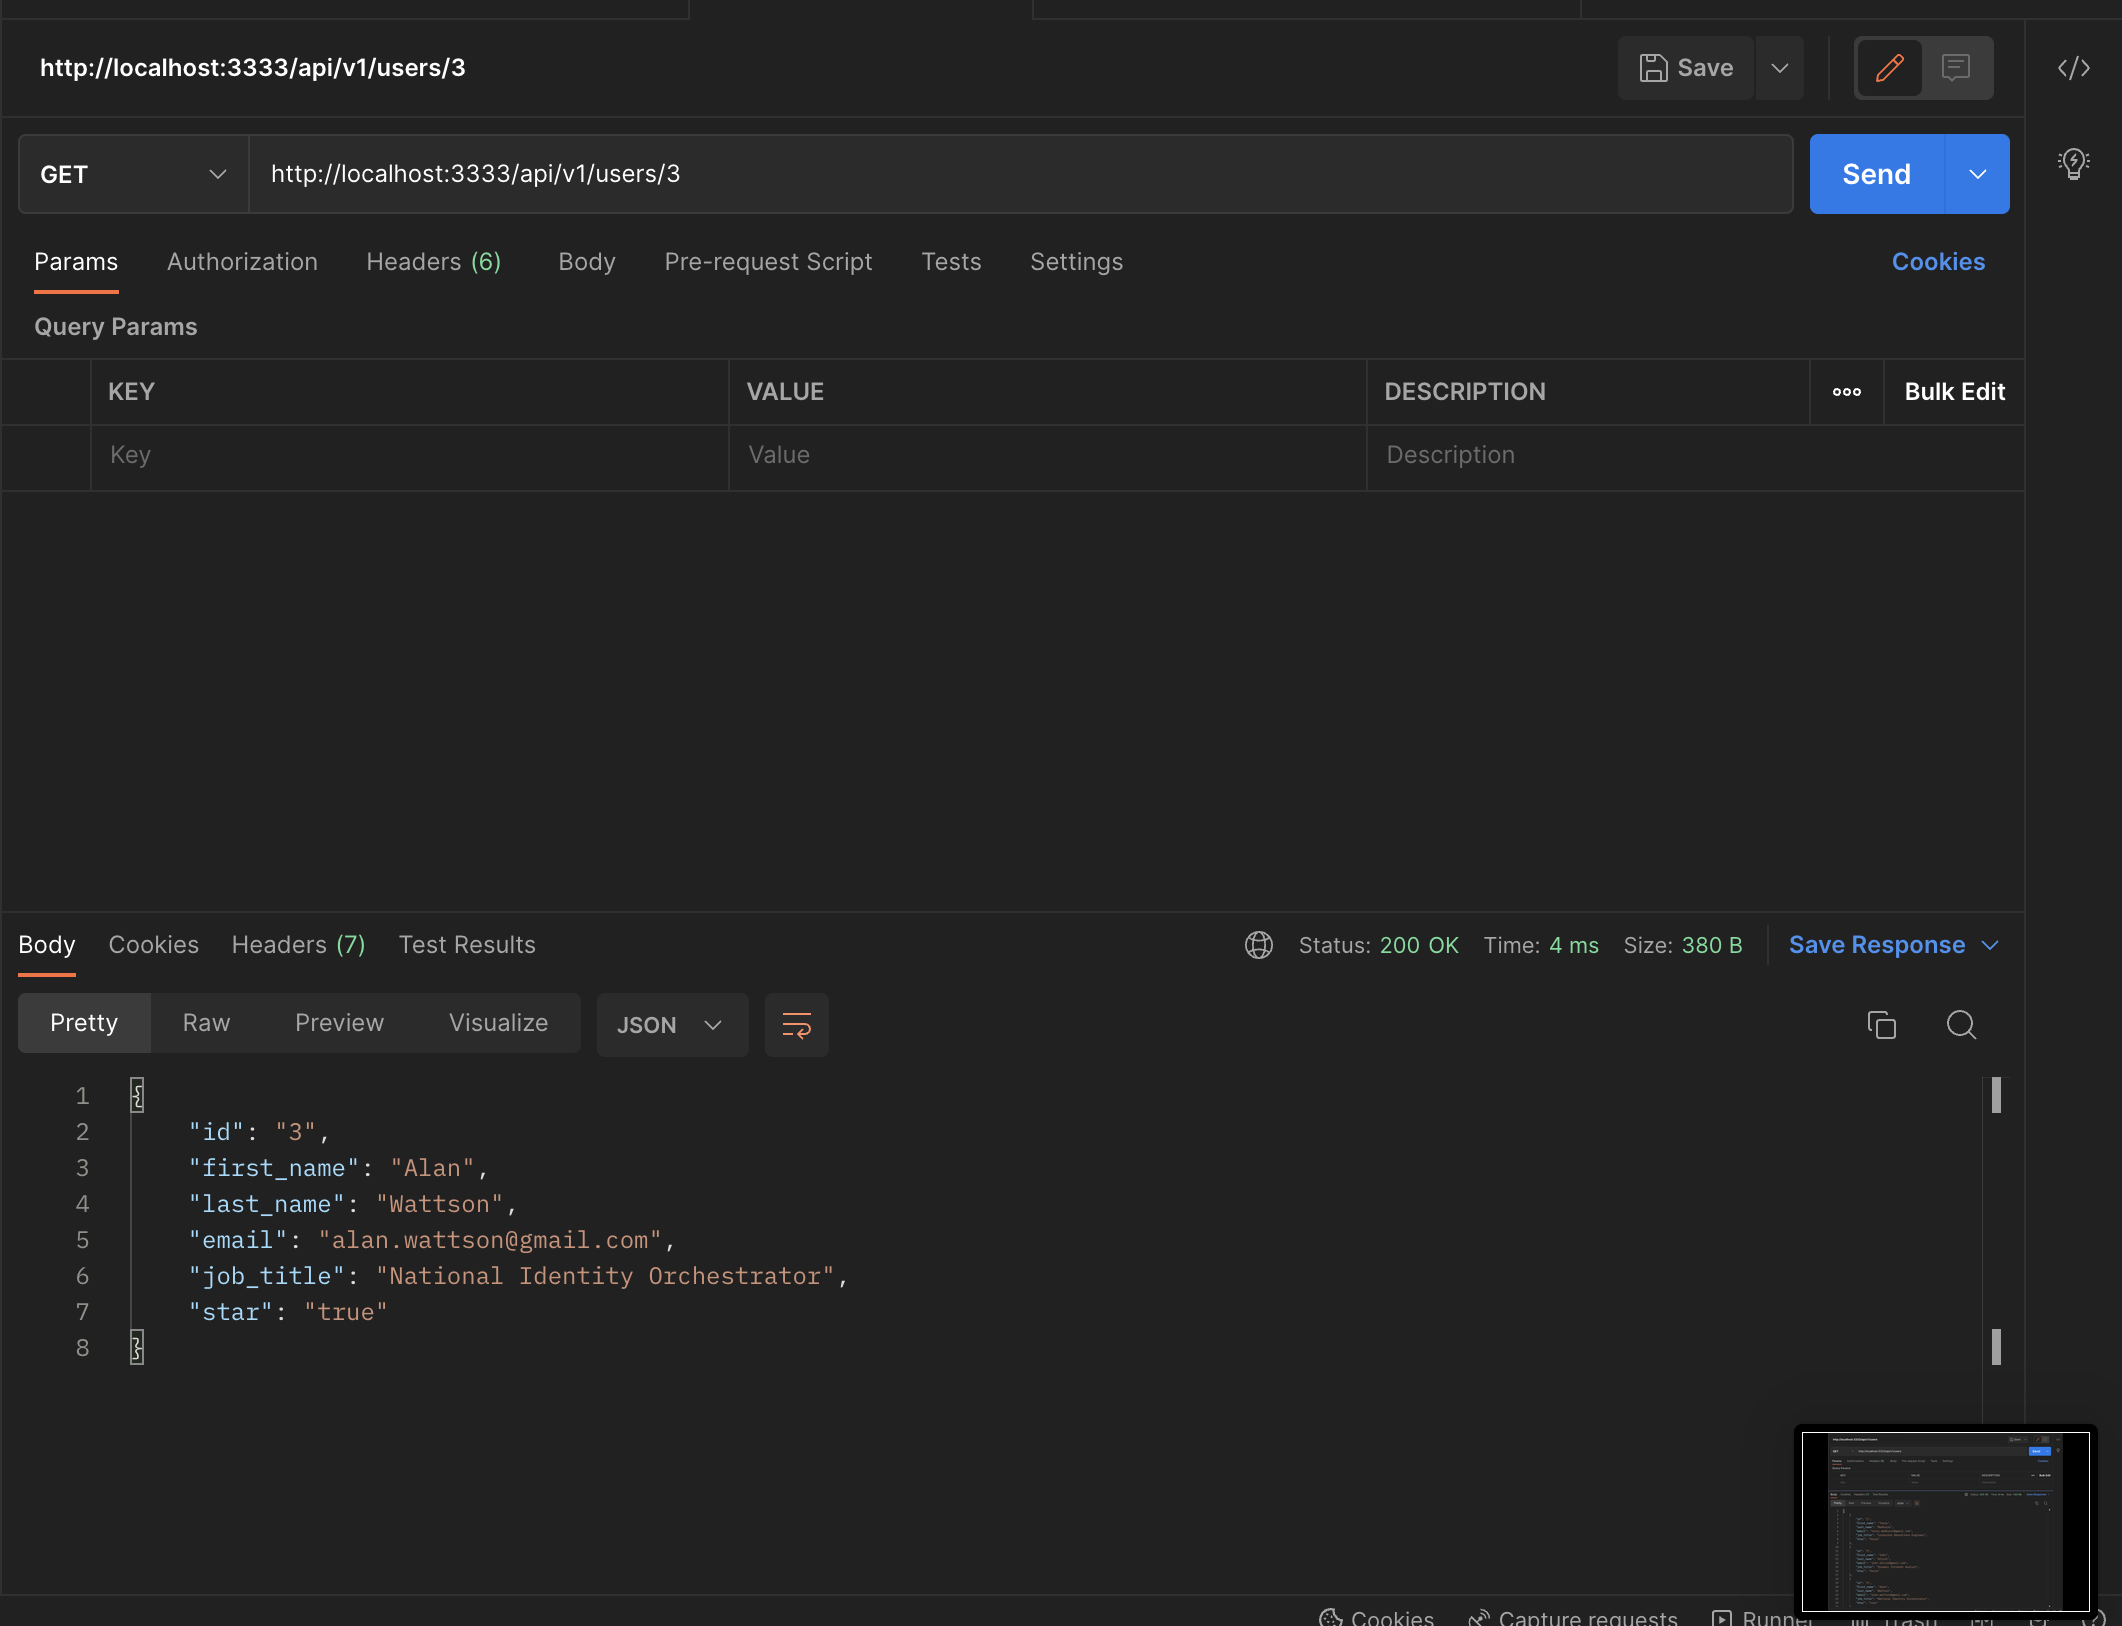 http://localhost:3333/api/v1/users/3
Save
GET
http://localhost:3333/api/v1/users/3
Send
Params Authorization Headers (6) Body Pre-request Script Tests Settings Cookies
Query Params
KEY VALUE DESCRIPTION Bulk Edit
Key Value Description
Body Cookies Headers (7) Test Results Status: 200 OK Time: 4 ms Size: 380 B Save Response
Pretty Raw Preview Visualize JSON
1 {
2 "id": "3",
3 "first_name": "Alan",
4 "last_name": "Wattson",
5 "email": "alan.wattson@gmail.com",
6 "job_title": "National Identity Orchestrator",
7 "star": "true"
8 }
Cookies Capture requests Runner Trash